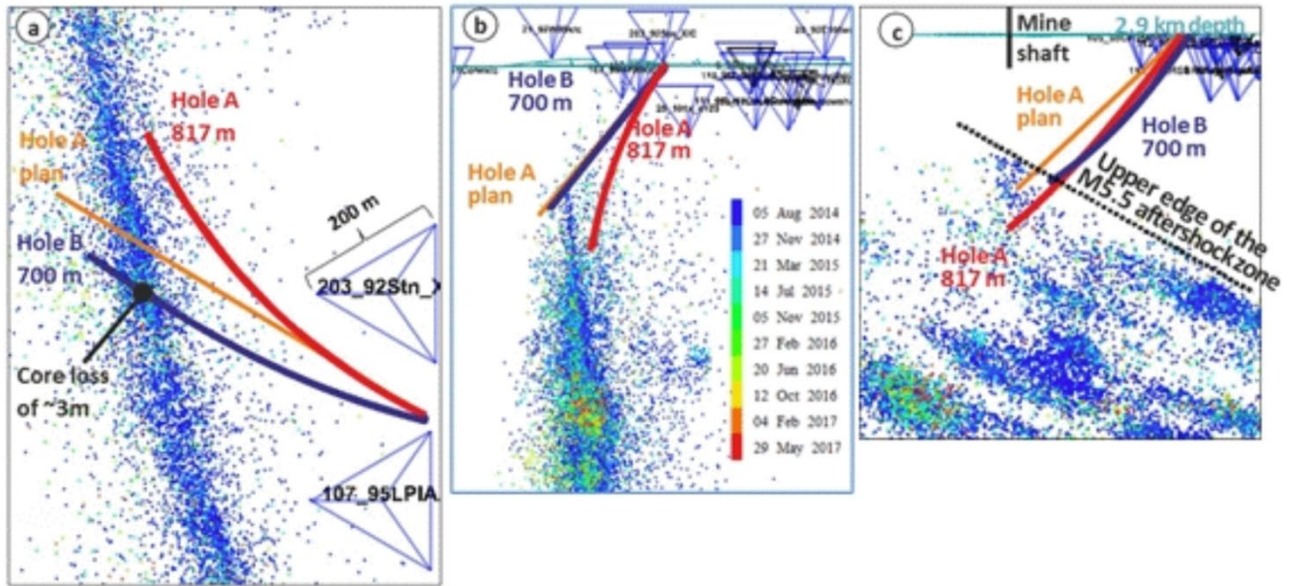 a
Hole A
817 m
Hole A
plan
Hole B
700 m
200 m
203_92Stn_X
Core loss
of ~3m
107_95LPIA
b
Hole B
700 m
Hole A
817 m
Hole A
plan
05 Aug 2014
27 Nov 2014
21 Mar 2015
14 Jul 2015
05 Nov 2015
27 Feb 2016
20 Jun 2016
12 Oct 2016
04 Feb 2017
29 May 2017
c
Mine
shaft
2.9 km depth
Hole A
plan
Hole B
700 m
Upper edge of the
M5.5 aftershock zone
Hole A
817 m